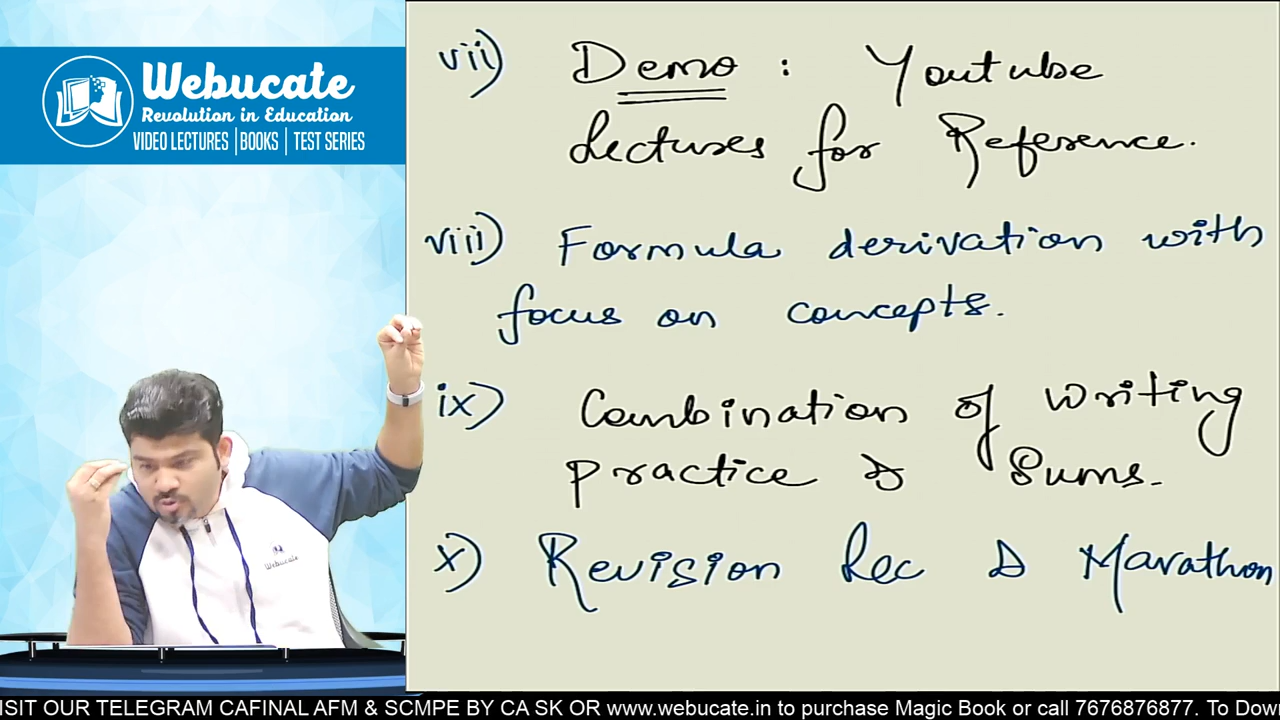 Webucate
Revolution in Education
VIDEO LECTURES | BOOKS | TEST SERIES
vii) Demo : Youtube
Lectures for Reference.
viii) Formula derivation with
focus on concepts.
ix) Combination of writing
practice & Sums.
x) Revision Lec & Marathon
Webucate
ISIT OUR TELEGRAM CAFINAL AFM & SCMPE BY CA SK OR www.webucate.in to purchase Magic Book or call 7676876877. To Dow